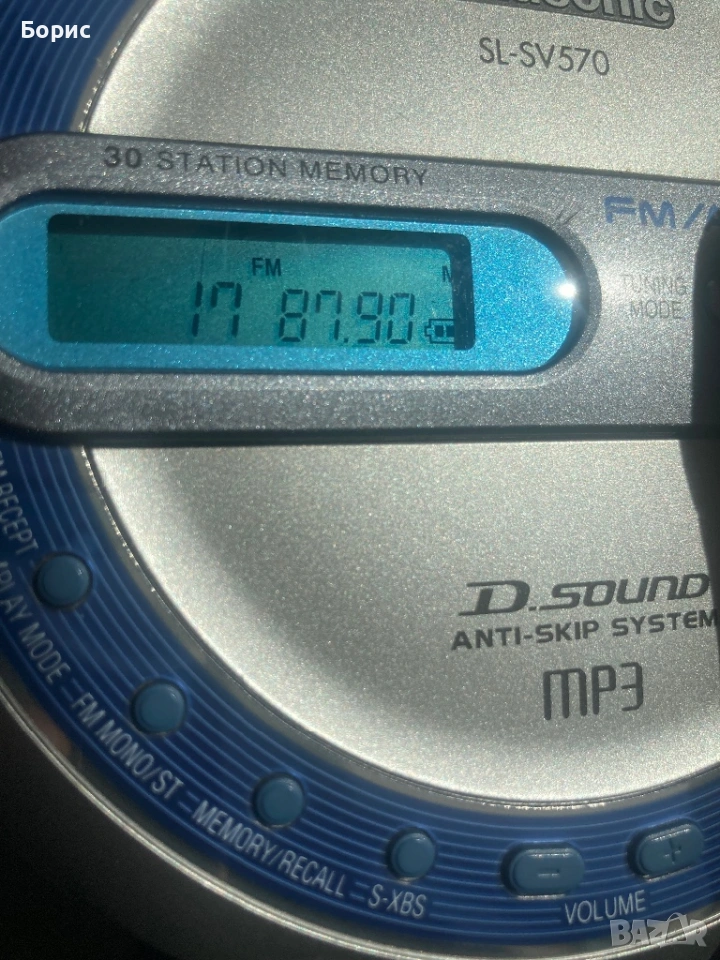 Борис
SL-SV570
30 STATION MEMORY
FM
17 87.90
TUNING
MODE
D.SOUND
ANTI-SKIP SYSTEM
MP3
PLAY MODE
FM MONO/ST
MEMORY/RECALL
S-XBS
− +
VOLUME
BAZAR